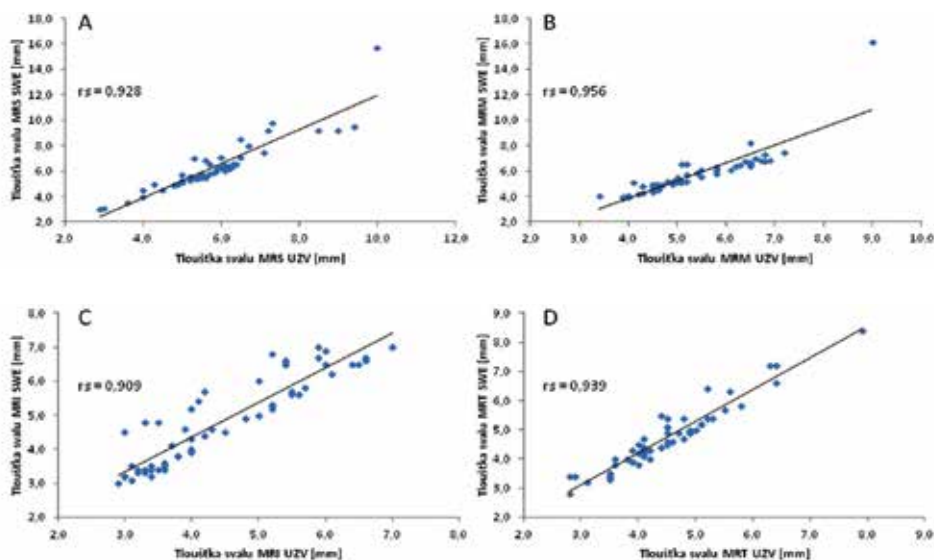 A
Tloušťka svalu MRS SWE [mm]
18,0
16,0
14,0
12,0
10,0
8,0
6,0
4,0
2,0
rs=0,928
2,0 4,0 6,0 8,0 10,0 12,0
Tloušťka svalu MRS UZV [mm]
B
Tloušťka svalu MRM SWE [mm]
18,0
16,0
14,0
12,0
10,0
8,0
6,0
4,0
2,0
rs=0,956
3,0 4,0 5,0 6,0 7,0 8,0 9,0 10,0
Tloušťka svalu MRM UZV [mm]
C
Tloušťka svalu MRI SWE [mm]
8,0
7,0
6,0
5,0
4,0
3,0
2,0
rs=0,909
2,0 3,0 4,0 5,0 6,0 7,0 8,0
Tloušťka svalu MRI UZV [mm]
D
Tloušťka svalu MRT SWE [mm]
9,0
8,0
7,0
6,0
5,0
4,0
3,0
2,0
rs=0,939
2,0 3,0 4,0 5,0 6,0 7,0 8,0 9,0
Tloušťka svalu MRT UZV [mm]